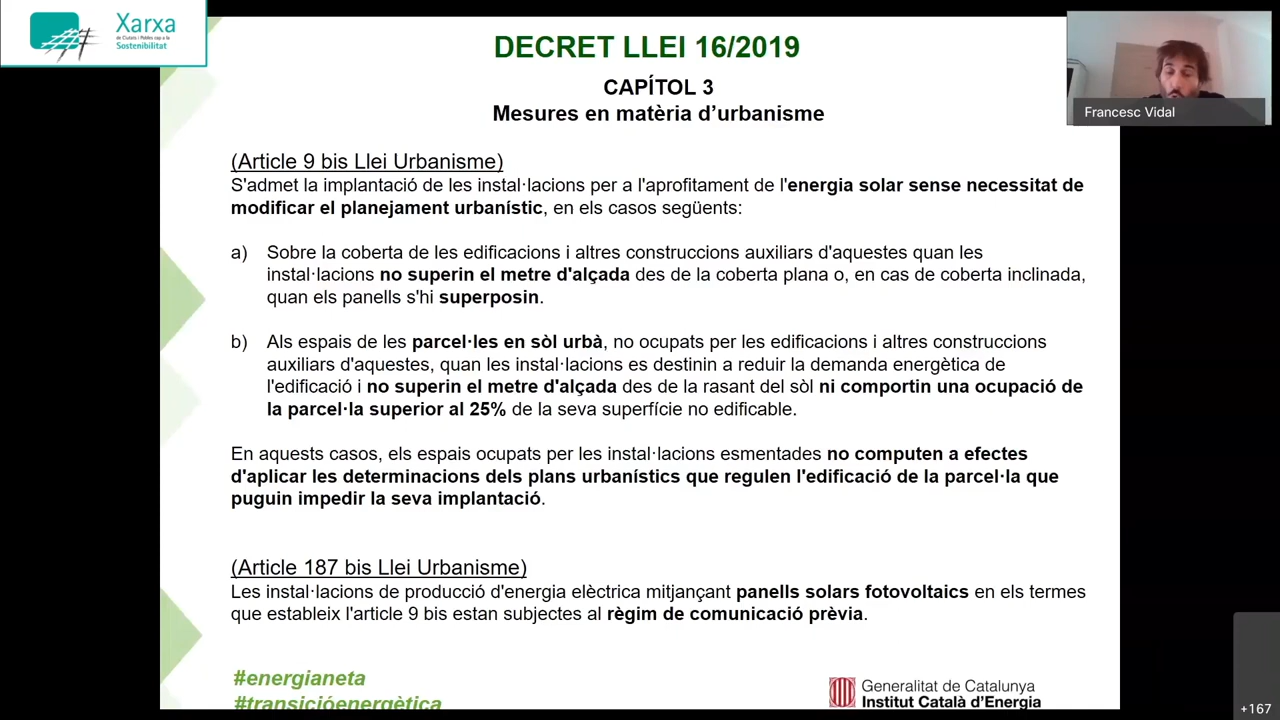 Xarxa
de Ciutats i Pobles cap a la
Sostenibilitat
DECRET LLEI 16/2019
CAPÍTOL 3
Mesures en matèria d’urbanisme
Francesc Vidal
(Article 9 bis Llei Urbanisme)
S'admet la implantació de les instal·lacions per a l'aprofitament de l'energia solar sense necessitat de
modificar el planejament urbanístic, en els casos següents:
a) Sobre la coberta de les edificacions i altres construccions auxiliars d'aquestes quan les
instal·lacions no superin el metre d'alçada des de la coberta plana o, en cas de coberta inclinada,
quan els panells s'hi superposin.
b) Als espais de les parcel·les en sòl urbà, no ocupats per les edificacions i altres construccions
auxiliars d'aquestes, quan les instal·lacions es destinin a reduir la demanda energètica de
l'edificació i no superin el metre d'alçada des de la rasant del sòl ni comportin una ocupació de
la parcel·la superior al 25% de la seva superfície no edificable.
En aquests casos, els espais ocupats per les instal·lacions esmentades no computen a efectes
d'aplicar les determinacions dels plans urbanístics que regulen l'edificació de la parcel·la que
puguin impedir la seva implantació.
(Article 187 bis Llei Urbanisme)
Les instal·lacions de producció d'energia elèctrica mitjançant panells solars fotovoltaics en els termes
que estableix l'article 9 bis estan subjectes al règim de comunicació prèvia.
#energianeta
#transicióenergètica
Generalitat de Catalunya
Institut Català d’Energia
+167